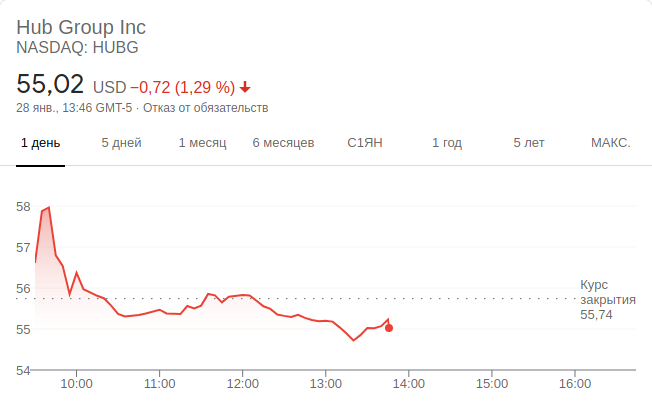 Hub Group Inc
NASDAQ: HUBG
55,02 USD −0,72 (1,29 %)
28 янв., 13:46 GMT-5 · Отказ от обязательств
1 день 5 дней 1 месяц 6 месяцев С1ЯН 1 год 5 лет МАКС.
58
57
56
55
54
Курс
закрытия
55,74
10:00 11:00 12:00 13:00 14:00 15:00 16:00